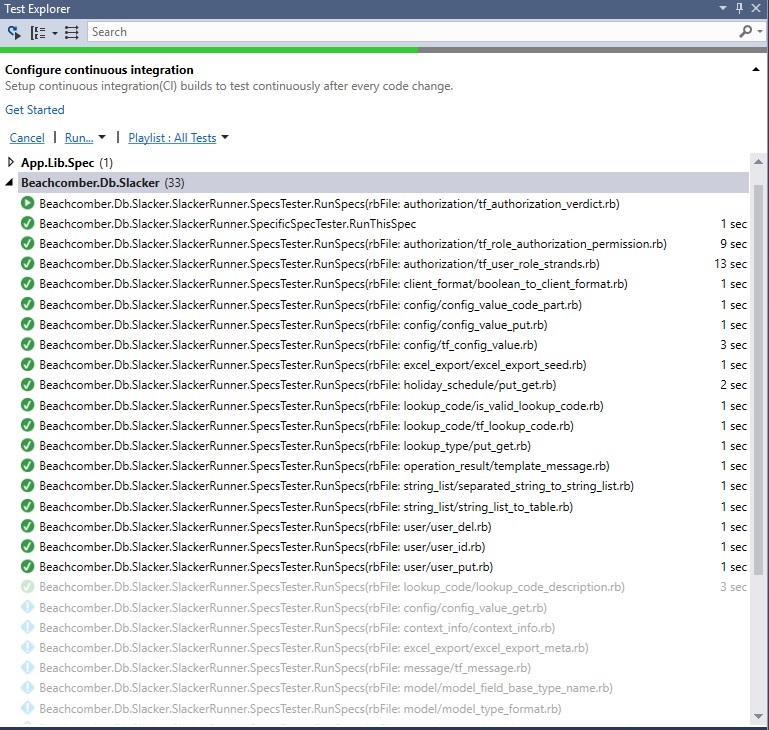 Test Explorer
Search
Configure continuous integration
Setup continuous integration(CI) builds to test continuously after every code change.
Get Started
Cancel | Run... | Playlist : All Tests
App.Lib.Spec (1)
Beachcomber.Db.Slacker (33)
Beachcomber.Db.Slacker.SlackerRunner.SpecsTester.RunSpecs(rbFile: authorization/tf_authorization_verdict.rb)
Beachcomber.Db.Slacker.SlackerRunner.SpecificSpecTester.RunThisSpec 1 sec
Beachcomber.Db.Slacker.SlackerRunner.SpecsTester.RunSpecs(rbFile: authorization/tf_role_authorization_permission.rb) 9 sec
Beachcomber.Db.Slacker.SlackerRunner.SpecsTester.RunSpecs(rbFile: authorization/tf_user_role_strands.rb) 13 sec
Beachcomber.Db.Slacker.SlackerRunner.SpecsTester.RunSpecs(rbFile: client_format/boolean_to_client_format.rb) 1 sec
Beachcomber.Db.Slacker.SlackerRunner.SpecsTester.RunSpecs(rbFile: config/config_value_code_part.rb) 1 sec
Beachcomber.Db.Slacker.SlackerRunner.SpecsTester.RunSpecs(rbFile: config/config_value_put.rb) 1 sec
Beachcomber.Db.Slacker.SlackerRunner.SpecsTester.RunSpecs(rbFile: config/tf_config_value.rb) 3 sec
Beachcomber.Db.Slacker.SlackerRunner.SpecsTester.RunSpecs(rbFile: excel_export/excel_export_seed.rb) 1 sec
Beachcomber.Db.Slacker.SlackerRunner.SpecsTester.RunSpecs(rbFile: holiday_schedule/put_get.rb) 2 sec
Beachcomber.Db.Slacker.SlackerRunner.SpecsTester.RunSpecs(rbFile: lookup_code/is_valid_lookup_code.rb) 1 sec
Beachcomber.Db.Slacker.SlackerRunner.SpecsTester.RunSpecs(rbFile: lookup_code/tf_lookup_code.rb) 1 sec
Beachcomber.Db.Slacker.SlackerRunner.SpecsTester.RunSpecs(rbFile: lookup_type/put_get.rb) 1 sec
Beachcomber.Db.Slacker.SlackerRunner.SpecsTester.RunSpecs(rbFile: operation_result/template_message.rb) 1 sec
Beachcomber.Db.Slacker.SlackerRunner.SpecsTester.RunSpecs(rbFile: string_list/separated_string_to_string_list.rb) 1 sec
Beachcomber.Db.Slacker.SlackerRunner.SpecsTester.RunSpecs(rbFile: string_list/string_list_to_table.rb) 1 sec
Beachcomber.Db.Slacker.SlackerRunner.SpecsTester.RunSpecs(rbFile: user/user_del.rb) 1 sec
Beachcomber.Db.Slacker.SlackerRunner.SpecsTester.RunSpecs(rbFile: user/user_id.rb) 1 sec
Beachcomber.Db.Slacker.SlackerRunner.SpecsTester.RunSpecs(rbFile: user/user_put.rb) 1 sec
Beachcomber.Db.Slacker.SlackerRunner.SpecsTester.RunSpecs(rbFile: lookup_code/lookup_code_description.rb) 3 sec
Beachcomber.Db.Slacker.SlackerRunner.SpecsTester.RunSpecs(rbFile: config/config_value_get.rb)
Beachcomber.Db.Slacker.SlackerRunner.SpecsTester.RunSpecs(rbFile: context_info/context_info.rb)
Beachcomber.Db.Slacker.SlackerRunner.SpecsTester.RunSpecs(rbFile: excel_export/excel_export_meta.rb)
Beachcomber.Db.Slacker.SlackerRunner.SpecsTester.RunSpecs(rbFile: message/tf_message.rb)
Beachcomber.Db.Slacker.SlackerRunner.SpecsTester.RunSpecs(rbFile: model/model_field_base_type_name.rb)
Beachcomber.Db.Slacker.SlackerRunner.SpecsTester.RunSpecs(rbFile: model/model_type_format.rb)